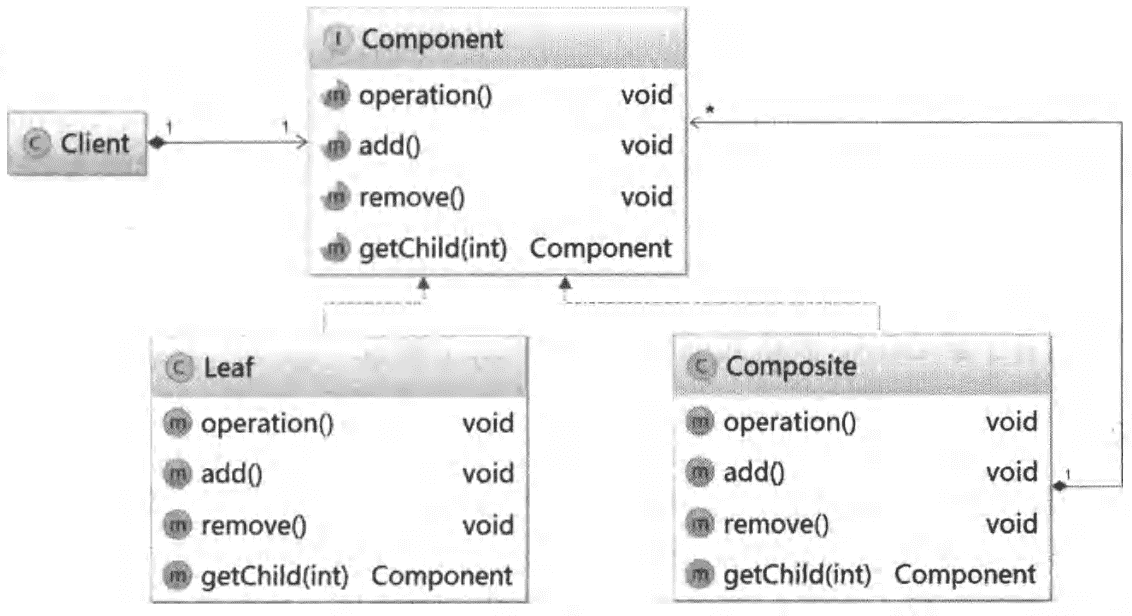 I Component
m operation() void
m add() void
m remove() void
m getChild(int) Component
C Client
1 1
*
C Leaf
m operation() void
m add() void
m remove() void
m getChild(int) Component
C Composite
m operation() void
m add() void
m remove() void
m getChild(int) Component
1